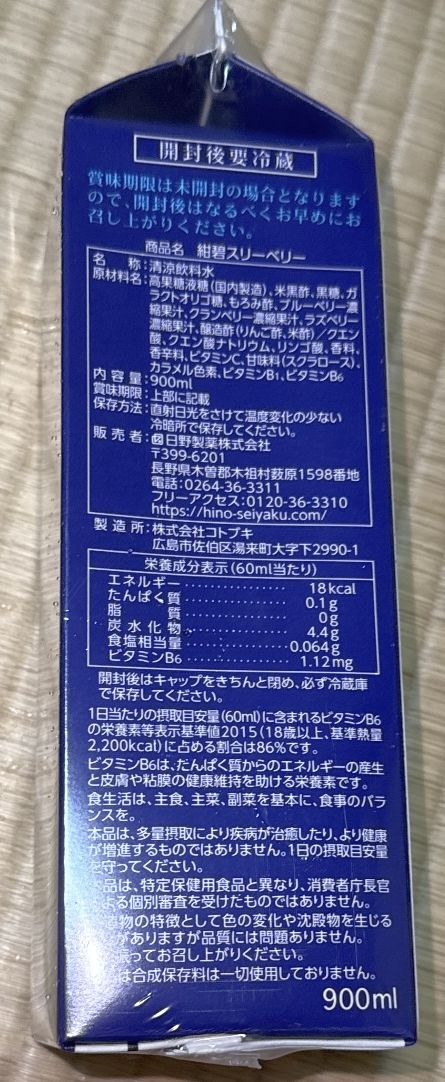 開封後要冷蔵
賞味期限は未開封の場合となります
ので、開封後はなるべくお早めにお
召し上がりください。
商品名 紺碧スリーベリー
名称:清涼飲料水
原材料名:高果糖液糖(国内製造)、米黒酢、黒糖、ガ
ラクトオリゴ糖、もろみ酢、ブルーベリー濃
縮果汁、クランベリー濃縮果汁、ラズベリー
濃縮果汁、醸造酢(りんご酢、米酢)/クエン
酸、クエン酸ナトリウム、リンゴ酸、香料、
香辛料、ビタミンC、甘味料(スクラロース)、
カラメル色素、ビタミンB₁、ビタミンB₆
内容量:900ml
賞味期限:上部に記載
保存方法:直射日光をさけて温度変化の少ない
冷暗所で保存してください。
販売者:日野製薬株式会社
〒399-6201
長野県木曽郡木祖村薮原1598番地
電話:0264-36-3311
フリーアクセス:0120-36-3310
https://hino-seiyaku.com/
製造所:株式会社コトブキ
広島市佐伯区湯来町大字下2990-1
栄養成分表示(60ml当たり)
エネルギー……………18kcal
たんぱく質……………0.1g
脂質……………0g
炭水化物……………4.4g
食塩相当量……………0.064g
ビタミンB₆……………1.12mg
開封後はキャップをきちんと閉め、必ず冷蔵庫
で保存してください。
1日当たりの摂取目安量(60ml)に含まれるビタミンB₆
の栄養素等表示基準値2015(18歳以上、基準熱量
2,200kcal)に占める割合は86%です。
ビタミンB₆は、たんぱく質からのエネルギーの産生
と皮膚や粘膜の健康維持を助ける栄養素です。
食生活は、主食、主菜、副菜を基本に、食事のバラ
ンスを。
本品は、多量摂取により疾病が治癒したり、より健康
が増進するものではありません。1日の摂取目安量
を守ってください。
品は、特定保健用食品と異なり、消費者庁長官
よる個別審査を受けたものではありません。
物の特徴として色の変化や沈殿物を生じる
がありますが品質には問題ありません。
ってお召し上がりください。
は合成保存料は一切使用しておりません。
900ml